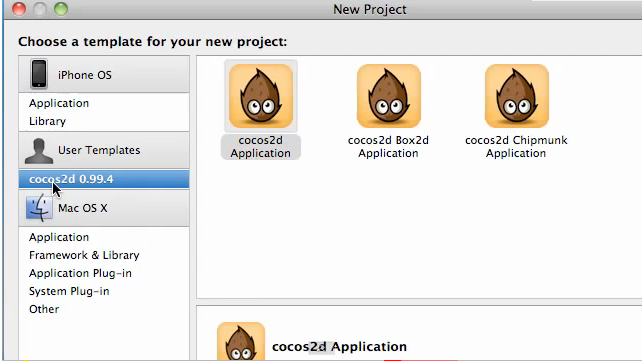 New Project
Choose a template for your new project:
iPhone OS
Application
Library
User Templates
cocos2d 0.99.4
Mac OS X
Application
Framework & Library
Application Plug-in
System Plug-in
Other
cocos2d
Application
cocos2d Box2d
Application
cocos2d Chipmunk
Application
cocos2d Application